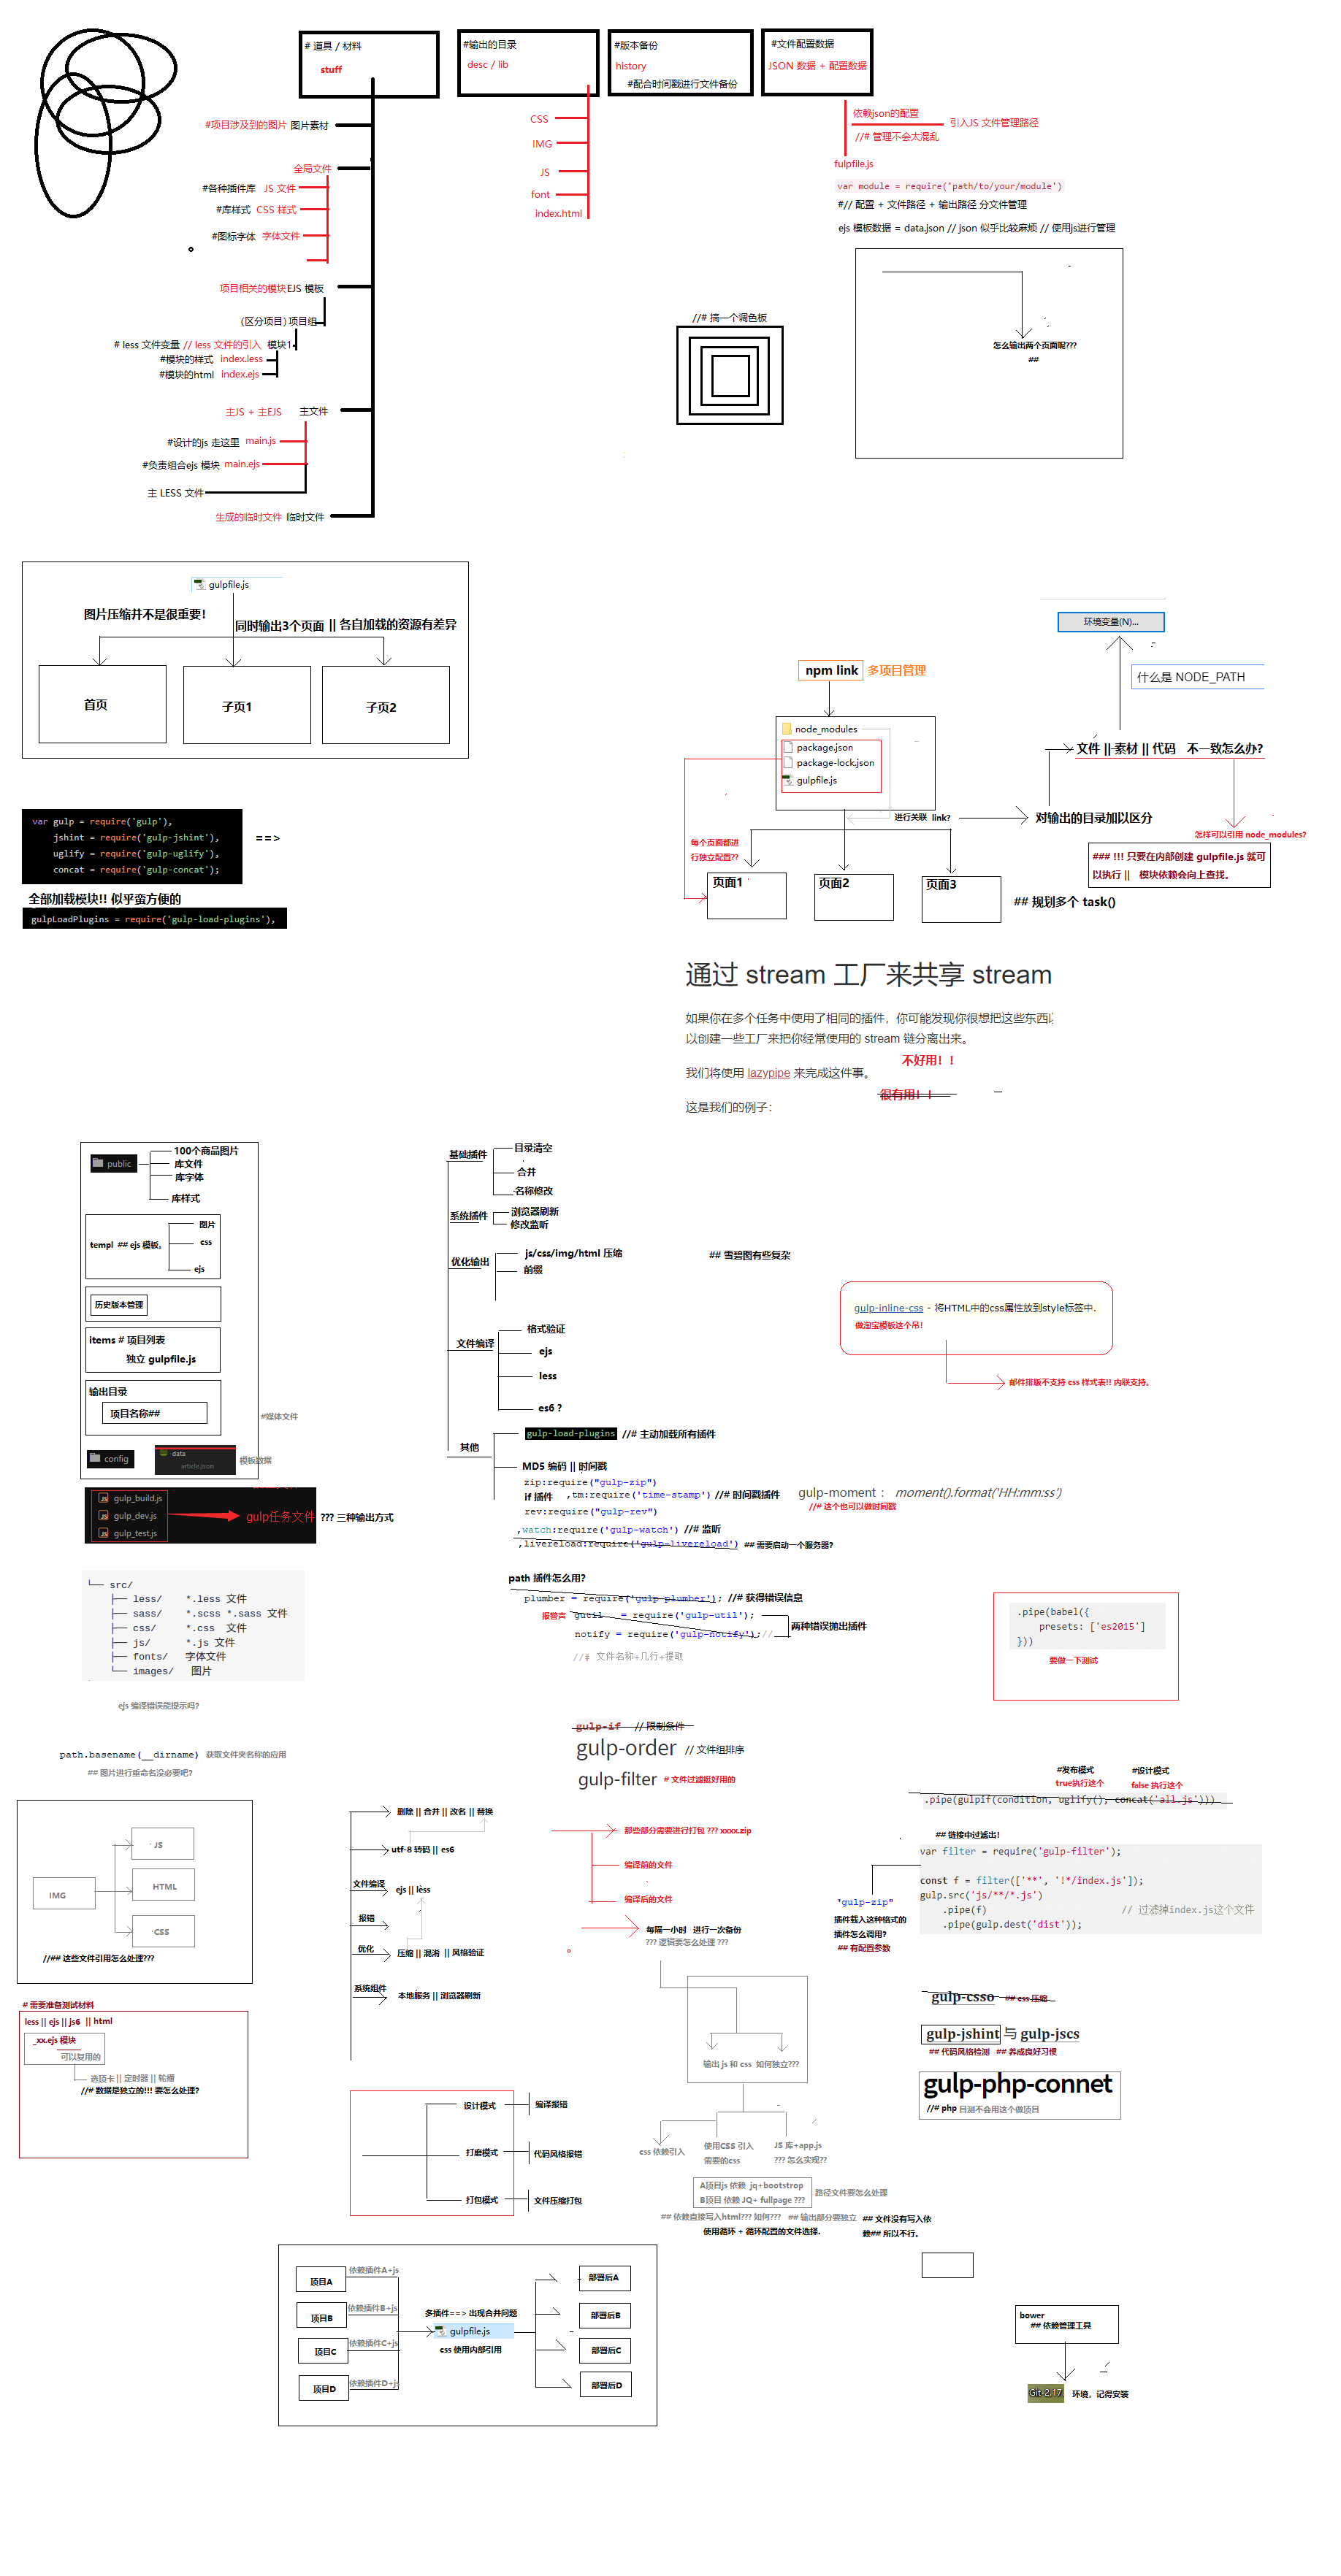 # 道具 / 材料
stuff
#输出的目录
desc / lib
#版本备份
history
#配合时间戳进行文件备份
#文件配置数据
JSON 数据 + 配置数据
#项目涉及到的图片 图片素材
全局文件
#各种插件库 JS 文件
#库样式 CSS 样式
#图标字体 字体文件
项目相关的模块 EJS 模板
(区分项目) 项目组
# less 文件变量 // less 文件的引入 模块1
#模块的样式 index.less
#模块的html index.ejs
主JS + 主EJS 主文件
#设计的js 走这里 main.js
#负责组合ejs 模块 main.ejs
主 LESS 文件
生成的临时文件 临时文件
CSS
IMG
JS
font
index.html
依赖json的配置
//# 管理不会太混乱
引入JS 文件管理路径
fulpfile.js
var module = require('path/to/your/module')
#// 配置 + 文件路径 + 输出路径 分文件管理
ejs 模板数据 = data.json // json 似乎比较麻烦 // 使用js进行管理
//# 搞一个调色板
怎么输出两个页面呢???
##
gulpfile.js
图片压缩并不是很重要!
同时输出3个页面 || 各自加载的资源有差异
首页
子页1
子页2
环境变量(N)...
什么是 NODE_PATH
npm link 多项目管理
node_modules
package.json
package-lock.json
gulpfile.js
文件 || 素材 || 代码 不一致怎么办?
进行关联 link?
对输出的目录加以区分
怎样可以引用 node_modules?
### !!! 只要在内部创建 gulpfile.js 就可
以执行 || 模块依赖会向上查找。
每个页面都进
行独立配置??
页面1
页面2
页面3
## 规划多个 task()
var gulp = require('gulp'),
jshint = require('gulp-jshint'),
uglify = require('gulp-uglify'),
concat = require('gulp-concat');
==>
全部加载模块!! 似乎蛮方便的
gulpLoadPlugins = require('gulp-load-plugins'),
通过 stream 工厂来共享 stream
如果你在多个任务中使用了相同的插件，你可能发现你很想把这些东西以
以创建一些工厂来把你经常使用的 stream 链分离出来。
不好用！！
我们将使用 lazypipe 来完成这件事。
很有用！！
这是我们的例子：
public
100个商品图片
库文件
库字体
库样式
templ ## ejs 模板。
图片
css
ejs
历史版本管理
items # 项目列表
独立 gulpfile.js
输出目录
项目名称##
#媒体文件
config
data
article.json
模板数据
gulp_build.js
gulp_dev.js
gulp_test.js
gulp任务文件
??? 三种输出方式
基础插件
目录清空
合并
名称修改
系统插件
浏览器刷新
修改监听
优化输出
js/css/img/html 压缩
前缀
文件编译
格式验证
ejs
less
es6 ?
其他
gulp-load-plugins //# 主动加载所有插件
MD5 编码 || 时间戳
zip:require("gulp-zip")
if 插件 ,tm:require('time-stamp') //# 时间戳插件
rev:require("gulp-rev")
,watch:require('gulp-watch') //# 监听
,livereload:require('gulp-livereload') ## 需要启动一个服务器?
gulp-moment： moment().format('HH:mm:ss')
//# 这个也可以做时间戳
## 雪碧图有些复杂
gulp-inline-css - 将HTML中的css属性放到style标签中.
做淘宝模板这个吊!
邮件排版不支持 css 样式表!! 内联支持。
src/
less/ *.less 文件
sass/ *.scss *.sass 文件
css/ *.css 文件
js/ *.js 文件
fonts/ 字体文件
images/ 图片
ejs 编译错误能提示吗?
path 插件怎么用?
plumber = require('gulp-plumber'); //# 获得错误信息
报警声 gutil = require('gulp-util');
notify = require('gulp-notify');//
两种错误抛出插件
//# 文件名称+几行+提取
.pipe(babel({
presets: ['es2015']
}))
要做一下测试
path.basename(__dirname) 获取文件夹名称的应用
## 图片进行重命名没必要吧?
gulp-if // 限制条件
gulp-order // 文件组排序
gulp-filter # 文件过滤挺好用的
#发布模式
true执行这个
#设计模式
false 执行这个
.pipe(gulpif(condition, uglify(), concat('all.js')))
IMG
JS
HTML
CSS
//## 这些文件引用怎么处理???
删除 || 合并 || 改名 || 替换
utf-8 转码 || es6
文件编译
ejs || less
报错
优化
压缩 || 混淆 || 风格验证
系统组件
本地服务 || 浏览器刷新
那些部分需要进行打包 ??? xxxx.zip
编译前的文件
编译后的文件
每隔一小时 进行一次备份
??? 逻辑要怎么处理 ???
"gulp-zip"
插件载入这种格式的
插件怎么调用?
## 有配置参数
## 链接中过滤出!
var filter = require('gulp-filter');
const f = filter(['**', '!*/index.js']);
gulp.src('js/**/*.js')
.pipe(f) // 过滤掉index.js这个文件
.pipe(gulp.dest('dist'));
gulp-csso ## css 压缩
gulp-jshint 与 gulp-jscs
## 代码风格检测 ## 养成良好习惯
gulp-php-connet
//# php 日测不会用这个做顶目
# 需要准备测试材料
less || ejs || js6 || html
_xx.ejs 模块
可以复用的
选顶卡 || 定时器 || 轮播
//# 数据是独立的!!! 要怎么处理?
设计模式
编译报错
打磨模式
代码风格报错
打包模式
文件压缩打包
输出 js 和 css 如何独立???
css 依赖引入
使用CSS 引入
需要的css
JS 库+app.js
??? 怎么实现??
A顶目js 依赖 jq+bootstrop
B顶目 依赖 JQ+ fullpage ???
路径文件要怎么处理
## 依赖直接写入html??? 如何???
## 输出部分要独立
## 文件没有写入依
赖## 所以不行。
使用循环 + 循环配置的文件选择.
顶目A
依赖插件A+js
顶目B
依赖插件B+js
顶目C
依赖插件C+js
顶目D
依赖插件D+js
多插件==> 出现合并问题
gulpfile.js
css 使用内部引用
部署后A
部署后B
部署后C
部署后D
bower
## 依赖管理工具
Git-2.17 环境，记得安装